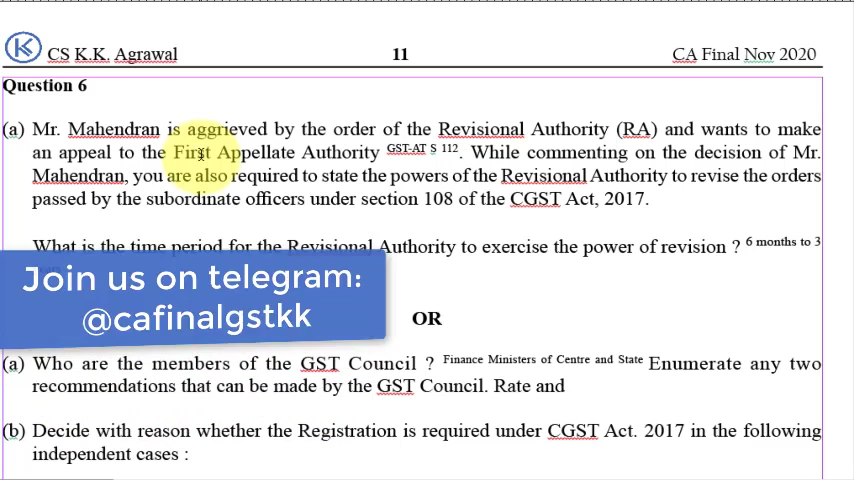 CS K.K. Agrawal 11 CA Final Nov 2020
Question 6
(a) Mr. Mahendran is aggrieved by the order of the Revisional Authority (RA) and wants to make
an appeal to the First Appellate Authority GST-AT S 112. While commenting on the decision of Mr.
Mahendran, you are also required to state the powers of the Revisional Authority to revise the orders
passed by the subordinate officers under section 108 of the CGST Act, 2017.
What is the time period for the Revisional Authority to exercise the power of revision ? 6 months to 3
Join us on telegram:
@cafinalgstkk
OR
(a) Who are the members of the GST Council ? Finance Ministers of Centre and State Enumerate any two
recommendations that can be made by the GST Council. Rate and
(b) Decide with reason whether the Registration is required under CGST Act. 2017 in the following
independent cases :